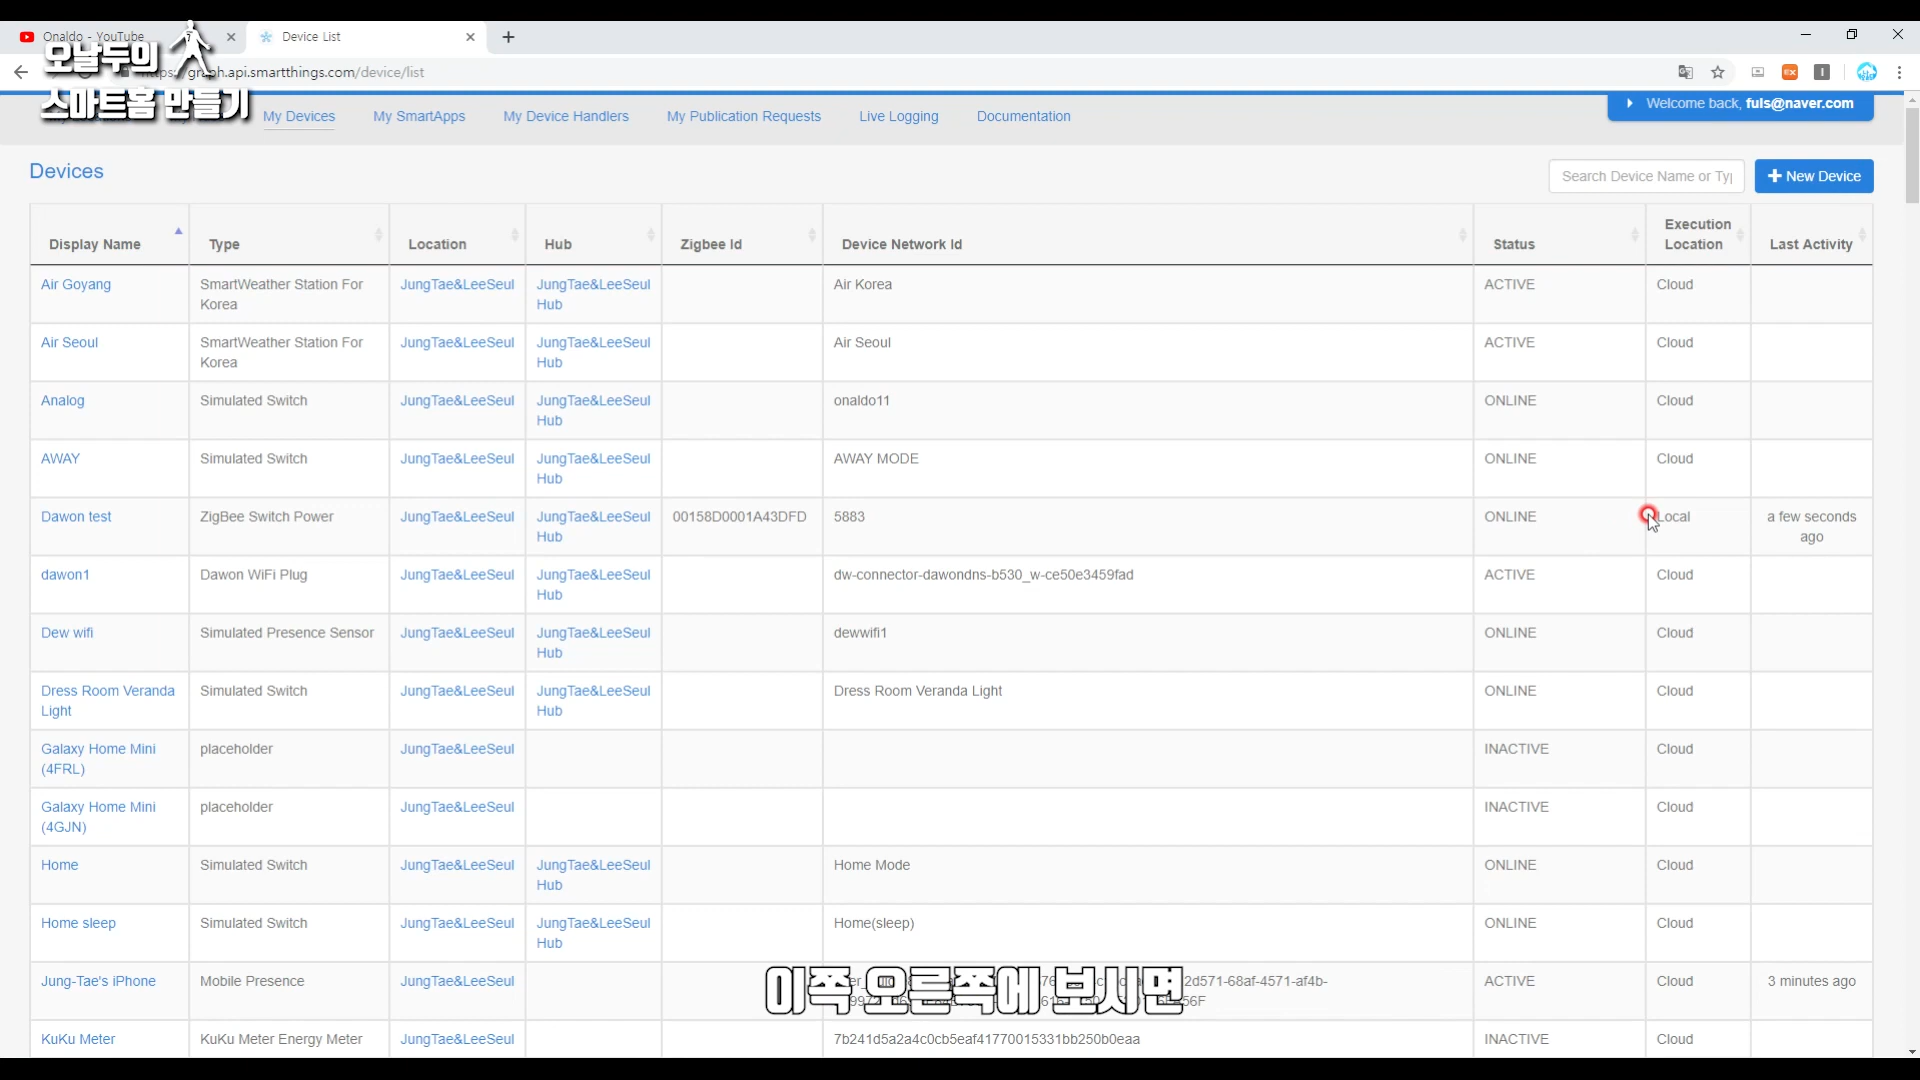 Onaldo - YouTube
Device List
오날두의
스마트홈 만들기
graph.api.smartthings.com/device/list
My Devices My SmartApps My Device Handlers My Publication Requests Live Logging Documentation
Welcome back, fuls@naver.com
Devices
Search Device Name or Ty
New Device
Display Name Type Location Hub Zigbee Id Device Network Id Status Execution Location Last Activity
Air Goyang SmartWeather Station For Korea JungTae&LeeSeul JungTae&LeeSeul Hub Air Korea ACTIVE Cloud
Air Seoul SmartWeather Station For Korea JungTae&LeeSeul JungTae&LeeSeul Hub Air Seoul ACTIVE Cloud
Analog Simulated Switch JungTae&LeeSeul JungTae&LeeSeul Hub onaldo11 ONLINE Cloud
AWAY Simulated Switch JungTae&LeeSeul JungTae&LeeSeul Hub AWAY MODE ONLINE Cloud
Dawon test ZigBee Switch Power JungTae&LeeSeul JungTae&LeeSeul Hub 00158D0001A43DFD 5883 ONLINE Local a few seconds ago
dawon1 Dawon WiFi Plug JungTae&LeeSeul JungTae&LeeSeul Hub dw-connector-dawondns-b530_w-ce50e3459fad ACTIVE Cloud
Dew wifi Simulated Presence Sensor JungTae&LeeSeul JungTae&LeeSeul Hub dewwifi1 ONLINE Cloud
Dress Room Veranda Light Simulated Switch JungTae&LeeSeul JungTae&LeeSeul Hub Dress Room Veranda Light ONLINE Cloud
Galaxy Home Mini (4FRL) placeholder JungTae&LeeSeul INACTIVE Cloud
Galaxy Home Mini (4GJN) placeholder JungTae&LeeSeul INACTIVE Cloud
Home Simulated Switch JungTae&LeeSeul JungTae&LeeSeul Hub Home Mode ONLINE Cloud
Home sleep Simulated Switch JungTae&LeeSeul JungTae&LeeSeul Hub Home(sleep) ONLINE Cloud
Jung-Tae's iPhone Mobile Presence JungTae&LeeSeul 2d571-68af-4571-af4b- ACTIVE Cloud 3 minutes ago
이쪽 오른쪽에 보시면
KuKu Meter KuKu Meter Energy Meter JungTae&LeeSeul 7b241d5a2a4c0cb5eaf41770015331bb250b0eaa INACTIVE Cloud